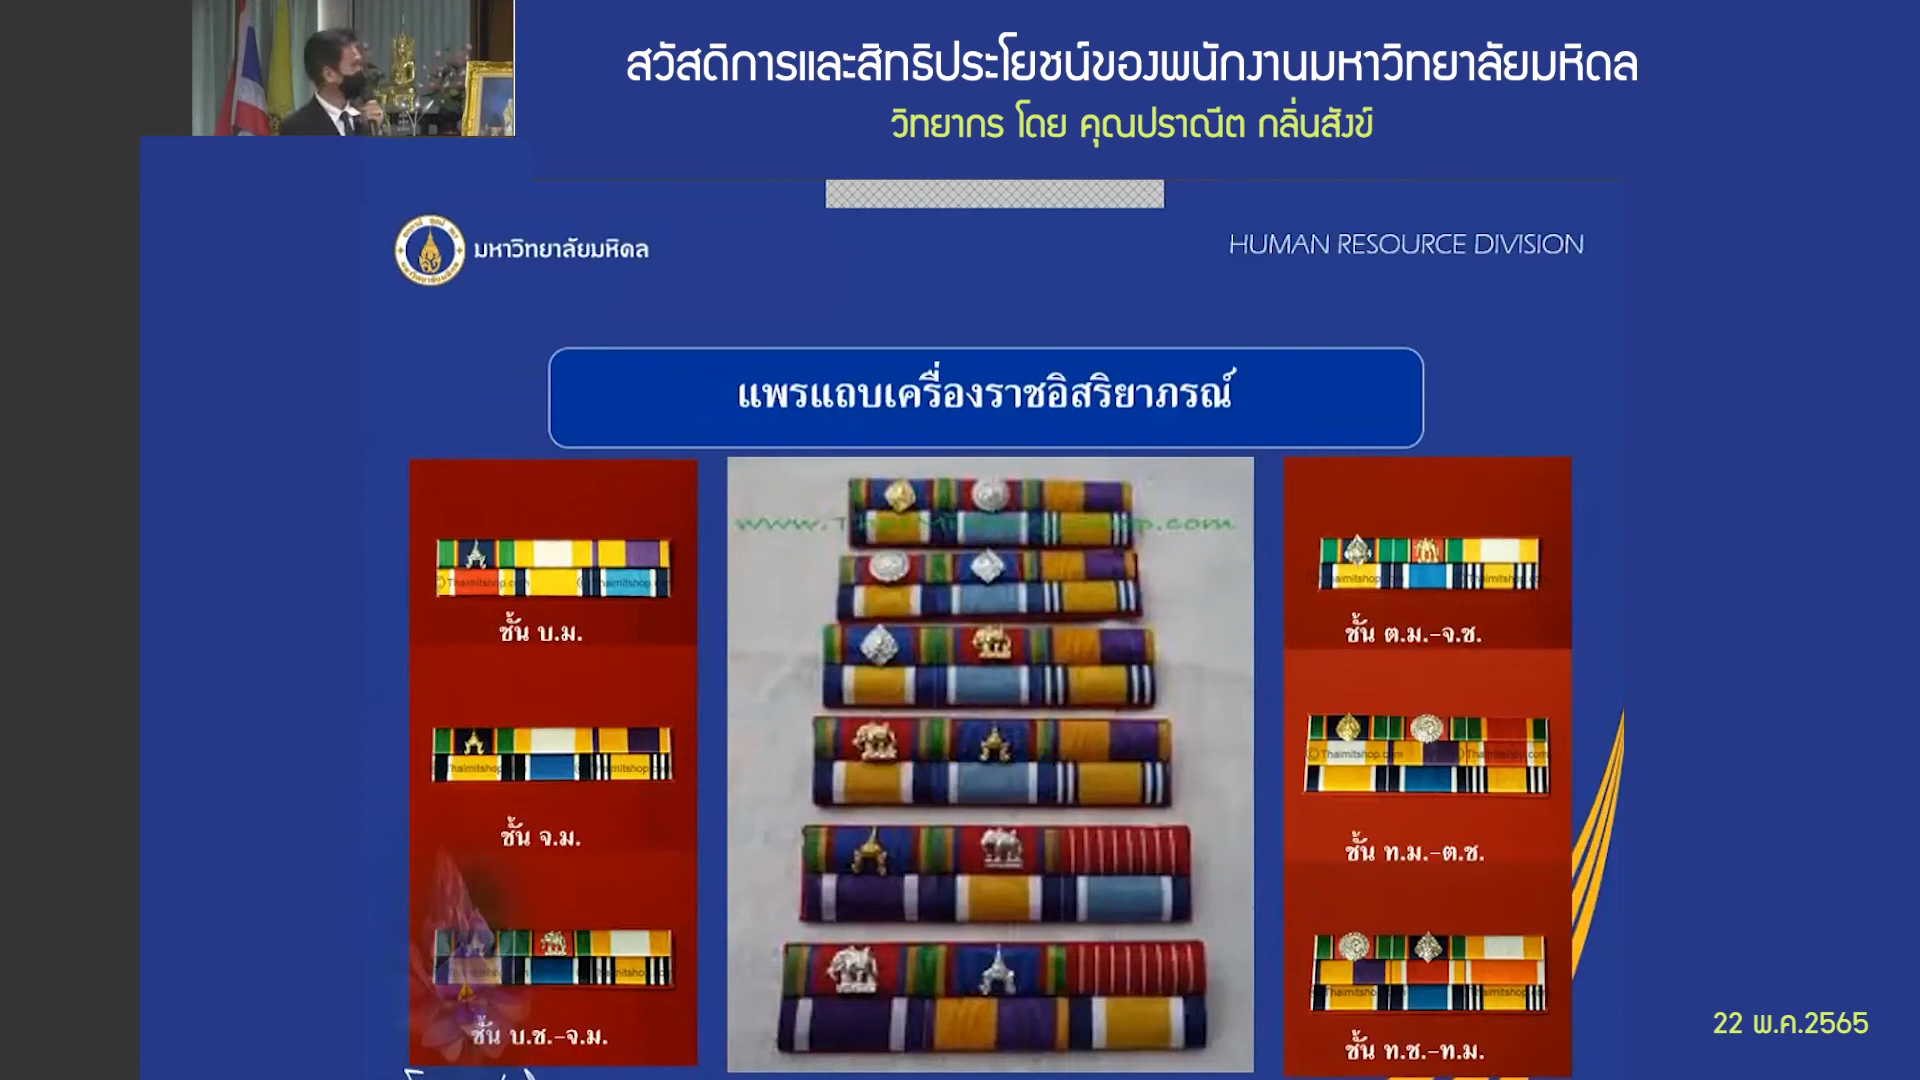 สวัสดิการและสิทธิประโยชน์ของพนักงานมหาวิทยาลัยมหิดล
วิทยากร โดย คุณปราณีต กลิ่นสังข์
มหาวิทยาลัยมหิดล
HUMAN RESOURCE DIVISION
แพรแถบเครื่องราชอิสริยาภรณ์
ชั้น บ.ม.
ชั้น จ.ม.
ชั้น บ.ช.-จ.ม.
ชั้น ต.ม.-จ.ช.
ชั้น ท.ม.-ต.ช.
ชั้น ท.ช.-ท.ม.
22 พ.ค.2565